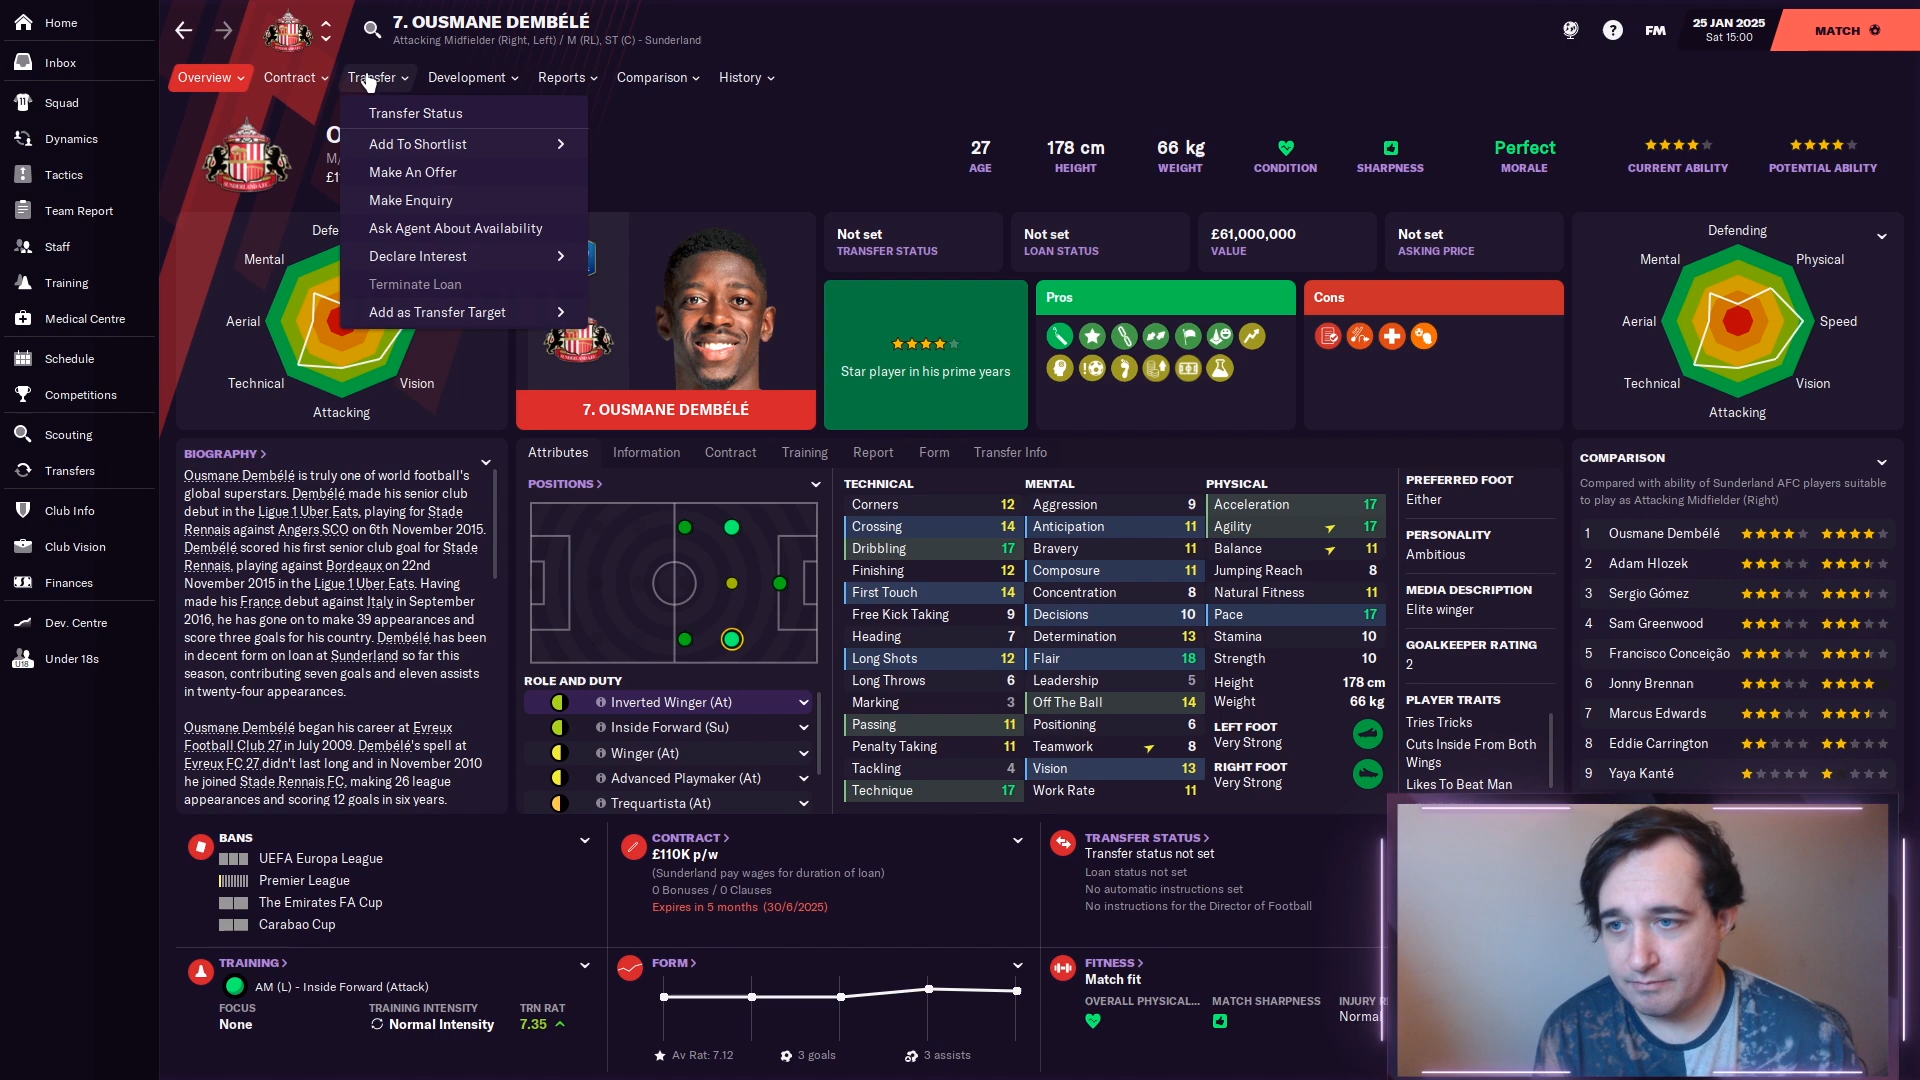 Home
Inbox
Squad
Dynamics
Tactics
Team Report
Staff
Training
Medical Centre
Schedule
Competitions
Scouting
Transfers
Club Info
Club Vision
Finances
Dev. Centre
Under 18s
7. OUSMANE DEMBÉLÉ
Attacking Midfielder (Right, Left) / M (RL), ST (C) - Sunderland
FM
25 JAN 2025
Sat 15:00
MATCH
Overview
Contract
Transfer
Development
Reports
Comparison
History
Transfer Status
Add To Shortlist
Make An Offer
Make Enquiry
Ask Agent About Availability
Declare Interest
Terminate Loan
Add as Transfer Target
27
AGE
178 cm
HEIGHT
66 kg
WEIGHT
CONDITION
SHARPNESS
Perfect
MORALE
CURRENT ABILITY
POTENTIAL ABILITY
Mental
Aerial
Technical
Attacking
Vision
7. OUSMANE DEMBÉLÉ
Not set
TRANSFER STATUS
Not set
LOAN STATUS
£61,000,000
VALUE
Not set
ASKING PRICE
Star player in his prime years
Pros
Cons
Defending
Mental
Physical
Aerial
Speed
Technical
Vision
Attacking
BIOGRAPHY >
Ousmane Dembélé is truly one of world football's
global superstars. Dembélé made his senior club
debut in the Ligue 1 Uber Eats, playing for Stade
Rennais against Angers SCO on 6th November 2015.
Dembélé scored his first senior club goal for Stade
Rennais, playing against Bordeaux on 22nd
November 2015 in the Ligue 1 Uber Eats. Having
made his France debut against Italy in September
2016, he has gone on to make 39 appearances and
score three goals for his country. Dembélé has been
in decent form on loan at Sunderland so far this
season, contributing seven goals and eleven assists
in twenty-four appearances.
Ousmane Dembélé began his career at Evreux
Football Club 27 in July 2009. Dembélé's spell at
Evreux FC 27 didn't last long and in November 2010
he joined Stade Rennais FC, making 26 league
appearances and scoring 12 goals in six years.
Attributes
Information
Contract
Training
Report
Form
Transfer Info
POSITIONS >
ROLE AND DUTY
Inverted Winger (At)
Inside Forward (Su)
Winger (At)
Advanced Playmaker (At)
Trequartista (At)
TECHNICAL
Corners 12
Crossing 14
Dribbling 17
Finishing 12
First Touch 14
Free Kick Taking 9
Heading 7
Long Shots 12
Long Throws 6
Marking 3
Passing 11
Penalty Taking 11
Tackling 4
Technique 17
MENTAL
Aggression 9
Anticipation 11
Bravery 11
Composure 11
Concentration 8
Decisions 10
Determination 13
Flair 18
Leadership 5
Off The Ball 14
Positioning 6
Teamwork 8
Vision 13
Work Rate 11
PHYSICAL
Acceleration 17
Agility 17
Balance 11
Jumping Reach 8
Natural Fitness 11
Pace 17
Stamina 10
Strength 10
Height 178 cm
Weight 66 kg
LEFT FOOT
Very Strong
RIGHT FOOT
Very Strong
PREFERRED FOOT
Either
PERSONALITY
Ambitious
MEDIA DESCRIPTION
Elite winger
GOALKEEPER RATING
2
PLAYER TRAITS
Tries Tricks
Cuts Inside From Both
Wings
Likes To Beat Man
COMPARISON
Compared with ability of Sunderland AFC players suitable
to play as Attacking Midfielder (Right)
1 Ousmane Dembélé
2 Adam Hlozek
3 Sergio Gómez
4 Sam Greenwood
5 Francisco Conceição
6 Jonny Brennan
7 Marcus Edwards
8 Eddie Carrington
9 Yaya Kanté
BANS
UEFA Europa League
Premier League
The Emirates FA Cup
Carabao Cup
CONTRACT >
£110K p/w
(Sunderland pay wages for duration of loan)
0 Bonuses / 0 Clauses
Expires in 5 months (30/6/2025)
TRANSFER STATUS >
Transfer status not set
Loan status not set
No automatic instructions set
No instructions for the Director of Football
TRAINING >
AM (L) - Inside Forward (Attack)
FOCUS
None
TRAINING INTENSITY
Normal Intensity
TRN RAT
7.35
FORM >
Av Rat: 7.12
3 goals
3 assists
FITNESS >
Match fit
OVERALL PHYSICAL...
MATCH SHARPNESS
INJURY
Normal